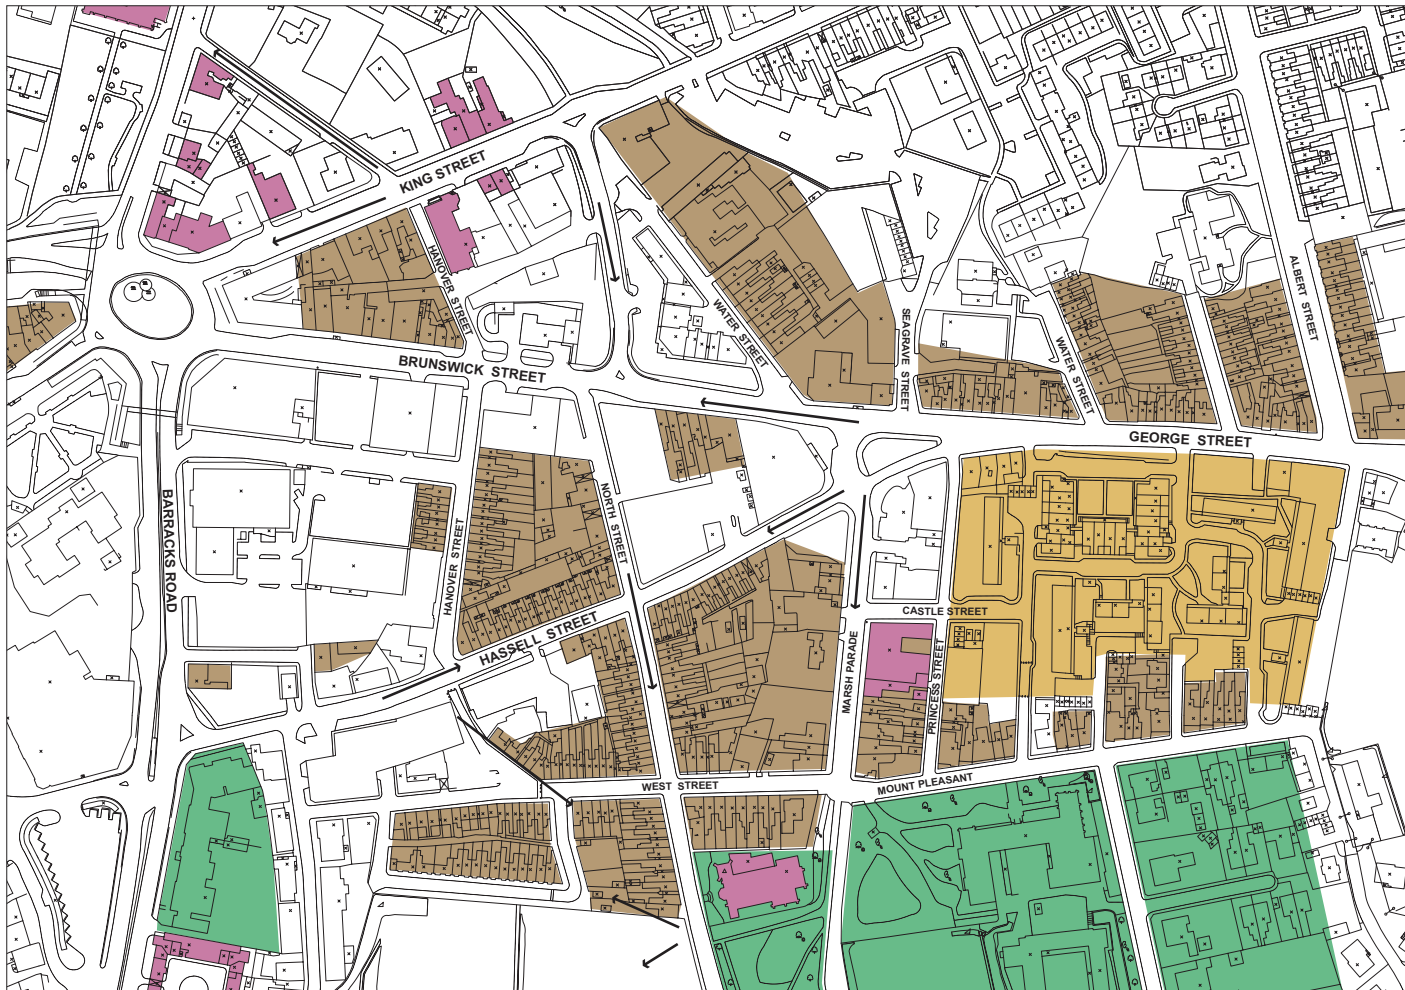 KING STREET
HANOVER STREET
WATER STREET
SEAGRAVE STREET
WATER STREET
ALBERT STREET
BRUNSWICK STREET
GEORGE STREET
BARRACKS ROAD
HANOVER STREET
NORTH STREET
HASSELL STREET
CASTLE STREET
MARSH PARADE
PRINCESS STREET
WEST STREET
MOUNT PLEASANT